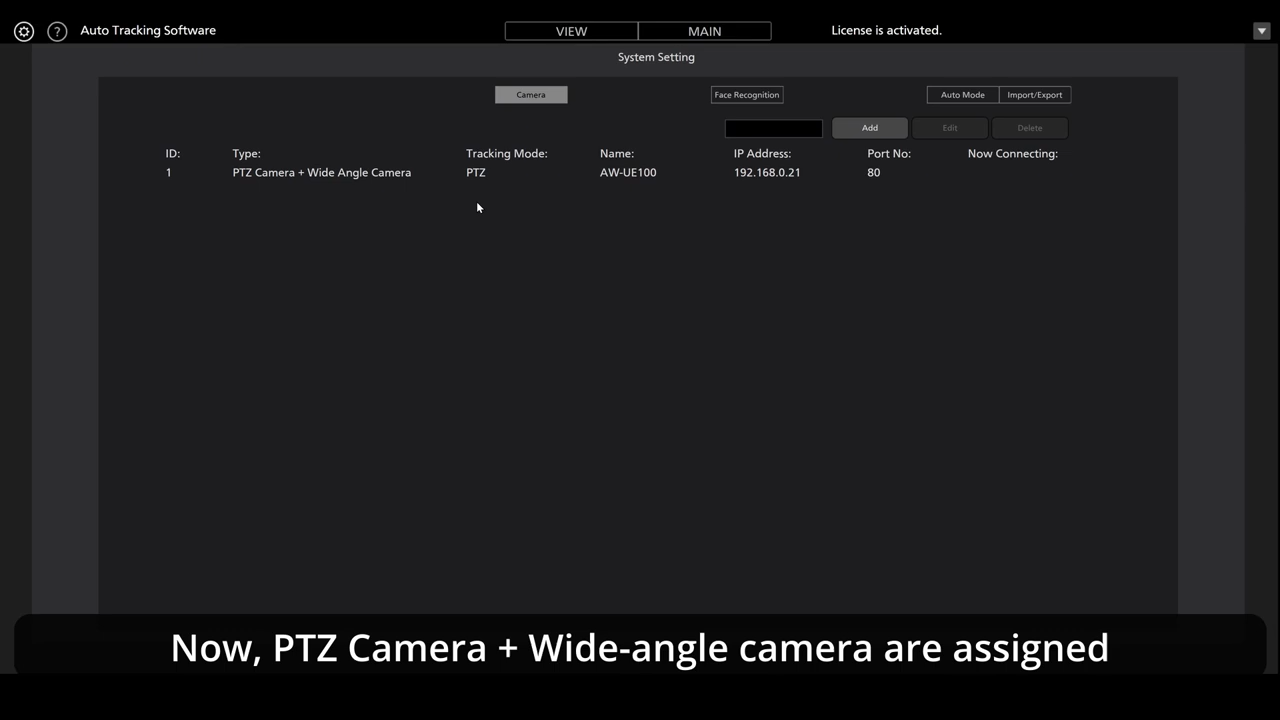 ? Auto Tracking Software VIEW MAIN License is activated.
System Setting
Camera Face Recognition Auto Mode Import/Export
Add Edit Delete
ID: Type: Tracking Mode: Name: IP Address: Port No: Now Connecting:
1 PTZ Camera + Wide Angle Camera PTZ AW-UE100 192.168.0.21 80
Now, PTZ Camera + Wide-angle camera are assigned